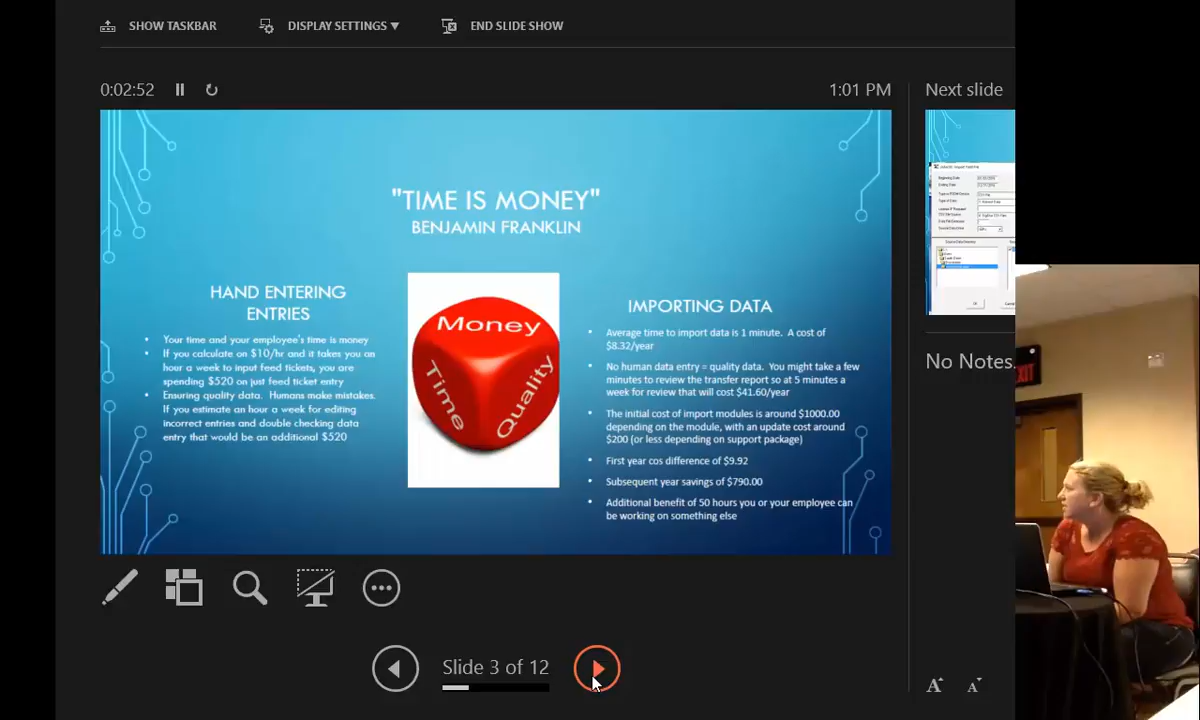 SHOW TASKBAR
DISPLAY SETTINGS ▼
END SLIDE SHOW
0:02:52
1:01 PM
Next slide
"TIME IS MONEY"
BENJAMIN FRANKLIN
HAND ENTERING
ENTRIES
• Your time and your employee's time is money
• If you calculate on $10/hr and it takes you an
hour a week to input feed tickets, you are
spending $520 on just feed ticket entry
• Ensuring quality data. Humans make mistakes.
If you estimate an hour a week for editing
incorrect entries and double checking data
entry that would be an additional $520
Money
Time
Quality
IMPORTING DATA
• Average time to import data is 1 minute. A cost of
$8.32/year
• No human data entry = quality data. You might take a few
minutes to review the transfer report so at 5 minutes a
week for review that will cost $41.60/year
• The initial cost of import modules is around $1000.00
depending on the module, with an update cost around
$200 (or less depending on support package)
• First year cos difference of $9.92
• Subsequent year savings of $790.00
• Additional benefit of 50 hours you or your employee can
be working on something else
No Notes.
EXIT
Slide 3 of 12
A A